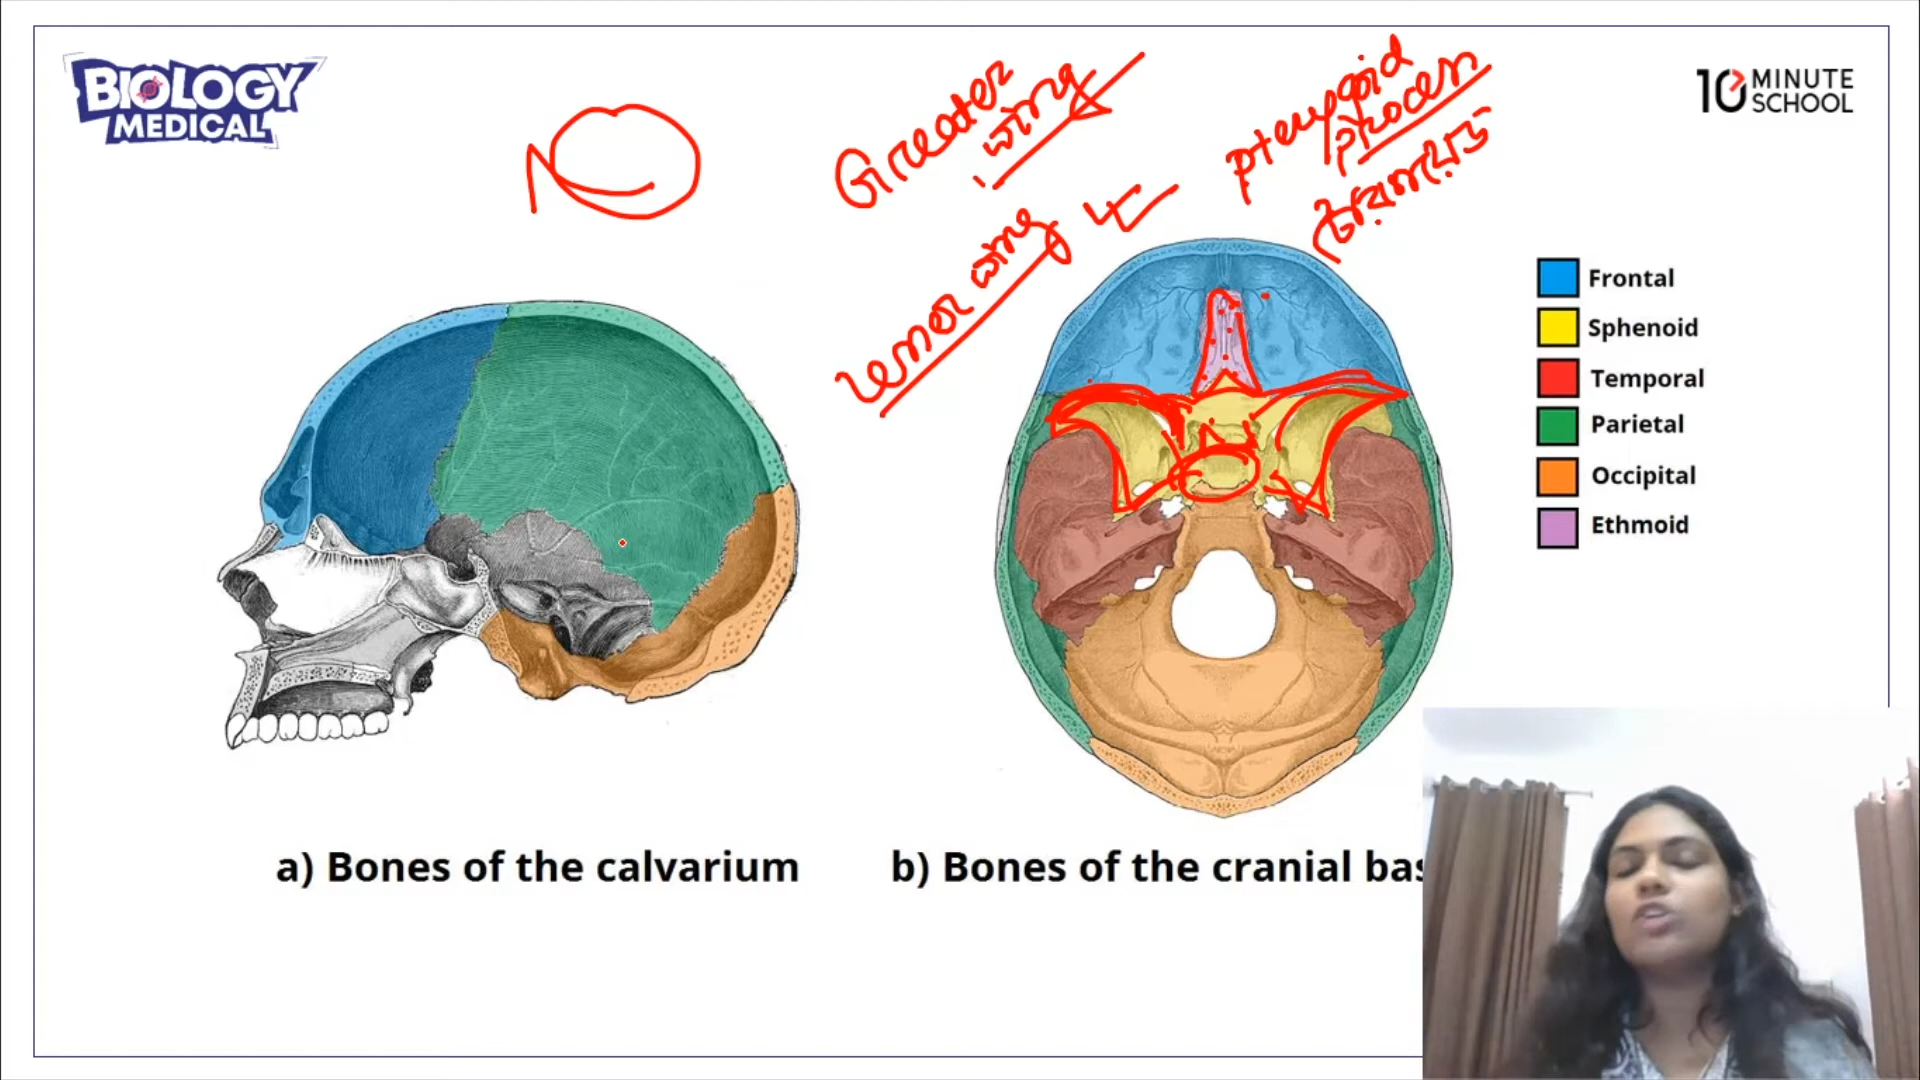 BIOLOGY
MEDICAL
10 MINUTE
SCHOOL
Greater
wing
Lesser wing
pterygoid
process
Frontal
Sphenoid
Temporal
Parietal
Occipital
Ethmoid
a) Bones of the calvarium
b) Bones of the cranial bas